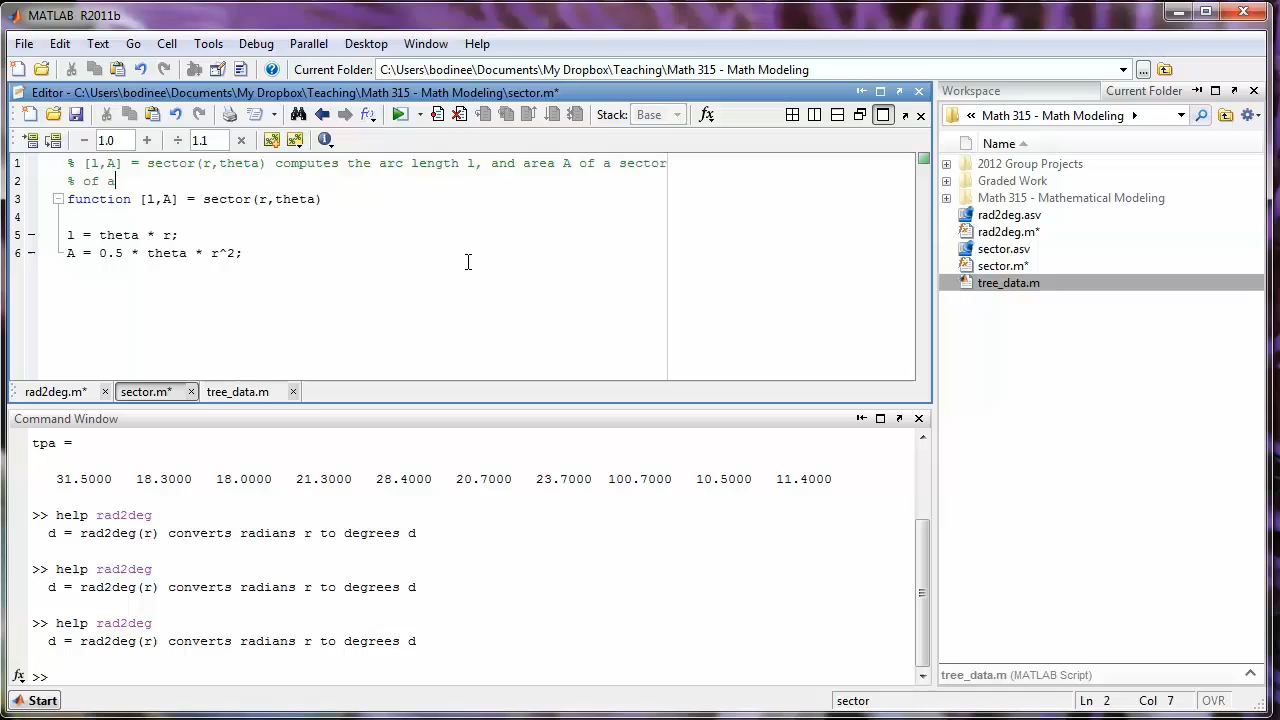 MATLAB R2011b
File Edit Text Go Cell Tools Debug Parallel Desktop Window Help
Current Folder: C:\Users\bodinee\Documents\My Dropbox\Teaching\Math 315 - Math Modeling
Editor - C:\Users\bodinee\Documents\My Dropbox\Teaching\Math 315 - Math Modeling\sector.m*
Workspace Current Folder
Stack: Base fx
Math 315 - Math Modeling
− 1.0 + ÷ 1.1 ×
Name
1 % [l,A] = sector(r,theta) computes the arc length l, and area A of a sector
2 % of a
3 function [l,A] = sector(r,theta)
4
5 l = theta * r;
6 A = 0.5 * theta * r^2;
2012 Group Projects
Graded Work
Math 315 - Mathematical Modeling
rad2deg.asv
rad2deg.m*
sector.asv
sector.m*
tree_data.m
rad2deg.m* sector.m* tree_data.m
Command Window
tpa =
31.5000 18.3000 18.0000 21.3000 28.4000 20.7000 23.7000 100.7000 10.5000 11.4000
>> help rad2deg
d = rad2deg(r) converts radians r to degrees d
>> help rad2deg
d = rad2deg(r) converts radians r to degrees d
>> help rad2deg
d = rad2deg(r) converts radians r to degrees d
fx >>
tree_data.m (MATLAB Script)
Start sector Ln 2 Col 7 OVR